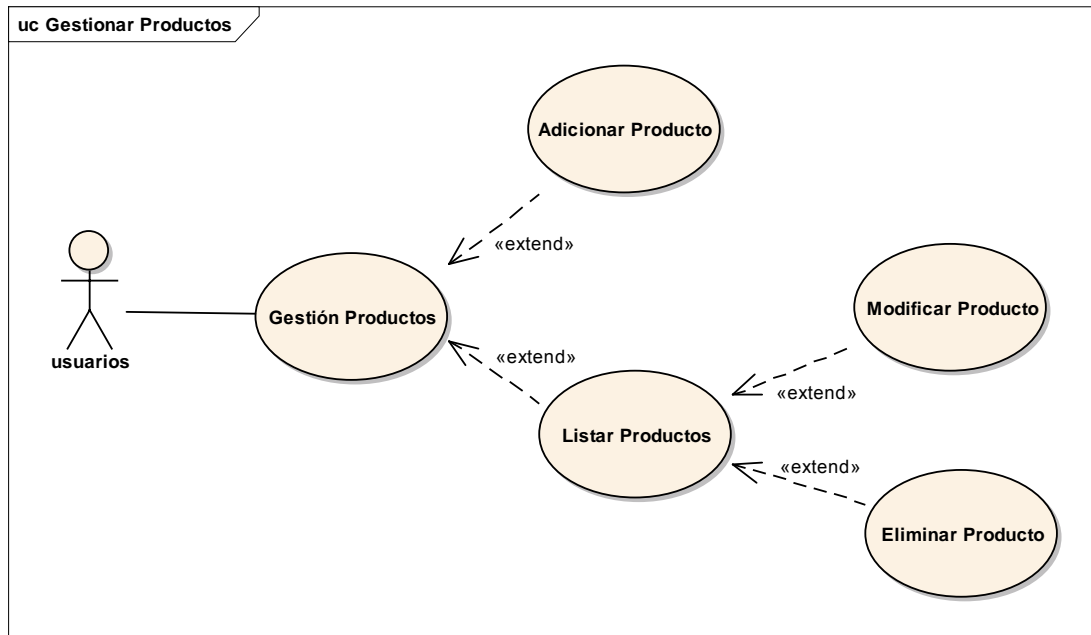 uc Gestionar Productos
Adicionar Producto
«extend»
usuarios
Gestión Productos
«extend»
Modificar Producto
«extend»
Listar Productos
«extend»
Eliminar Producto